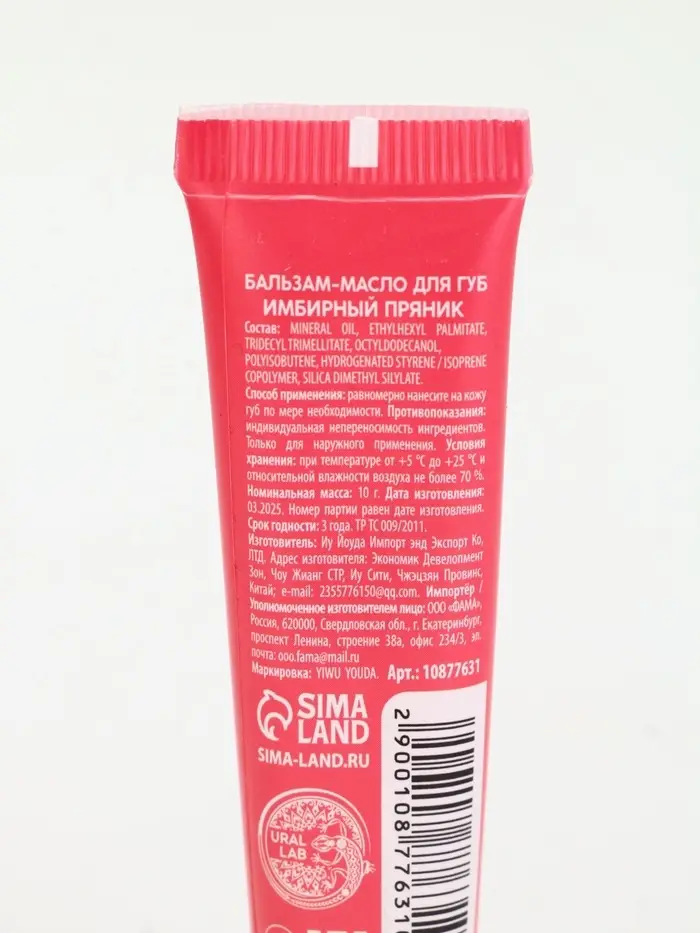 БАЛЬЗАМ-МАСЛО ДЛЯ ГУБ
ИМБИРНЫЙ ПРЯНИК
Состав: MINERAL OIL, ETHYLHEXYL PALMITATE,
TRIDECYL TRIMELLITATE, OCTYLDODECANOL,
POLYISOBUTENE, HYDROGENATED STYRENE / ISOPRENE
COPOLYMER, SILICA DIMETHYL SILYLATE.
Способ применения: равномерно нанесите на кожу
губ по мере необходимости. Противопоказания:
индивидуальная непереносимость ингредиентов.
Только для наружного применения. Условия
хранения: при температуре от +5 °C до +25 °C и
относительной влажности воздуха не более 70 %.
Номинальная масса: 10 г. Дата изготовления:
03.2025. Номер партии равен дате изготовления.
Срок годности: 3 года. ТР ТС 009/2011.
Изготовитель: Иу Йоуда Импорт энд Экспорт Ко,
ЛТД. Адрес изготовителя: Экономик Девелопмент
Зон, Чоу Жианг СТР, Иу Сити, Чжэцзян Провинс,
Китай; e-mail: 2355776150@qq.com. Импортёр /
Уполномоченное изготовителем лицо: ООО «ФАМА»,
Россия, 620000, Свердловская обл., г. Екатеринбург,
проспект Ленина, строение 38а, офис 234/3, эл.
почта: ooo.fama@mail.ru
Маркировка: YIWU YOUDA. Арт.: 10877631
SIMA
LAND
SIMA-LAND.RU
URAL
LAB
2 900108 77631